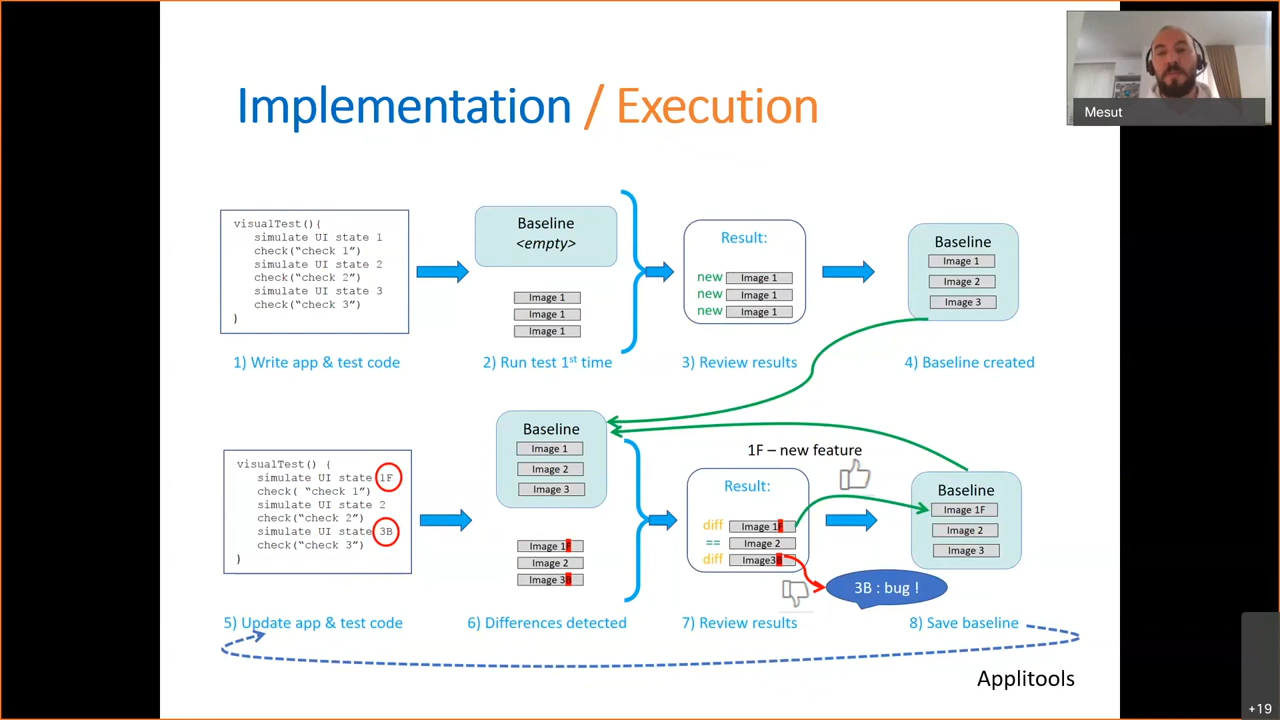 Implementation / Execution
Mesut
visualTest(){
simulate UI state 1
check(“check 1”)
simulate UI state 2
check(“check 2”)
simulate UI state 3
check(“check 3”)
}
Baseline
<empty>
Image 1
Image 1
Image 1
Result:
new Image 1
new Image 1
new Image 1
Baseline
Image 1
Image 2
Image 3
1) Write app & test code
2) Run test 1st time
3) Review results
4) Baseline created
visualTest() {
simulate UI state 1F
check( “check 1”)
simulate UI state 2
check(“check 2”)
simulate UI state 3B
check(“check 3”)
}
Baseline
Image 1
Image 2
Image 3
Image 1F
Image 2
Image 3B
1F – new feature
Result:
diff Image 1F
== Image 2
diff Image3B
Baseline
Image 1F
Image 2
Image 3
3B : bug !
5) Update app & test code
6) Differences detected
7) Review results
8) Save baseline
Applitools
+19